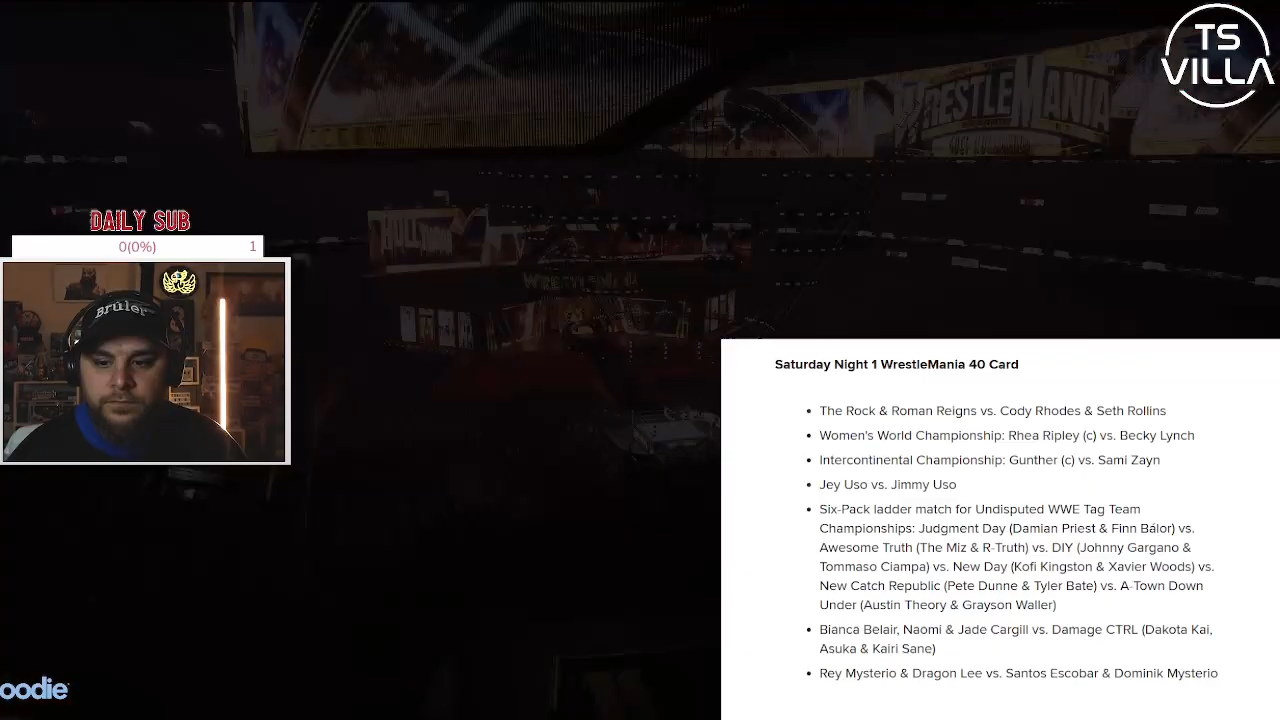 TS
VILLA
WRESTLEMANIA
DAILY SUB
0(0%) 1
Brüler
Saturday Night 1 WrestleMania 40 Card
• The Rock & Roman Reigns vs. Cody Rhodes & Seth Rollins
• Women's World Championship: Rhea Ripley (c) vs. Becky Lynch
• Intercontinental Championship: Gunther (c) vs. Sami Zayn
• Jey Uso vs. Jimmy Uso
• Six-Pack ladder match for Undisputed WWE Tag Team
Championships: Judgment Day (Damian Priest & Finn Bálor) vs.
Awesome Truth (The Miz & R-Truth) vs. DIY (Johnny Gargano &
Tommaso Ciampa) vs. New Day (Kofi Kingston & Xavier Woods) vs.
New Catch Republic (Pete Dunne & Tyler Bate) vs. A-Town Down
Under (Austin Theory & Grayson Waller)
• Bianca Belair, Naomi & Jade Cargill vs. Damage CTRL (Dakota Kai,
Asuka & Kairi Sane)
• Rey Mysterio & Dragon Lee vs. Santos Escobar & Dominik Mysterio
oodie